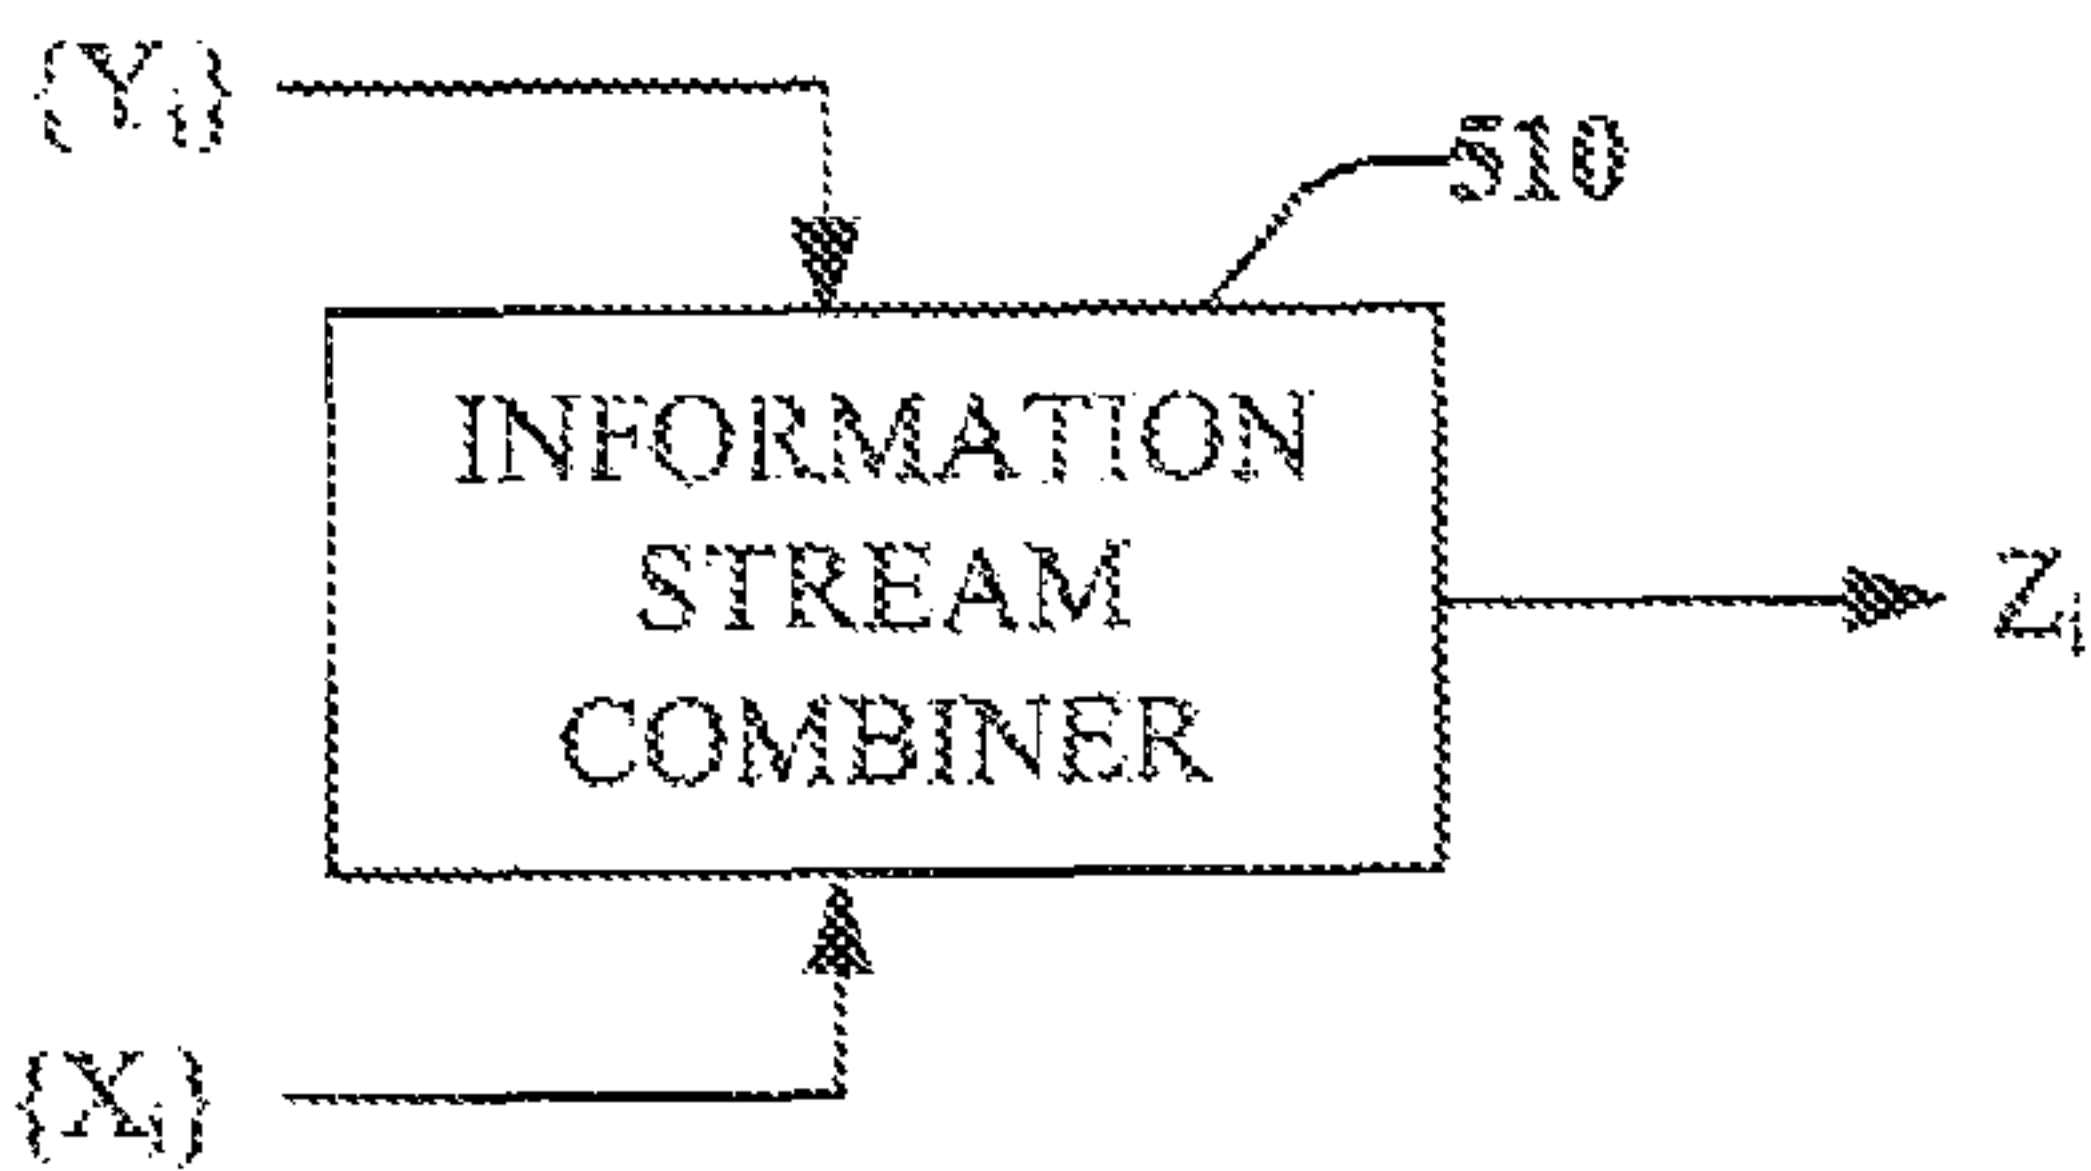 {Yi}
510
INFORMATION
STREAM
COMBINER
Zi
{Xi}